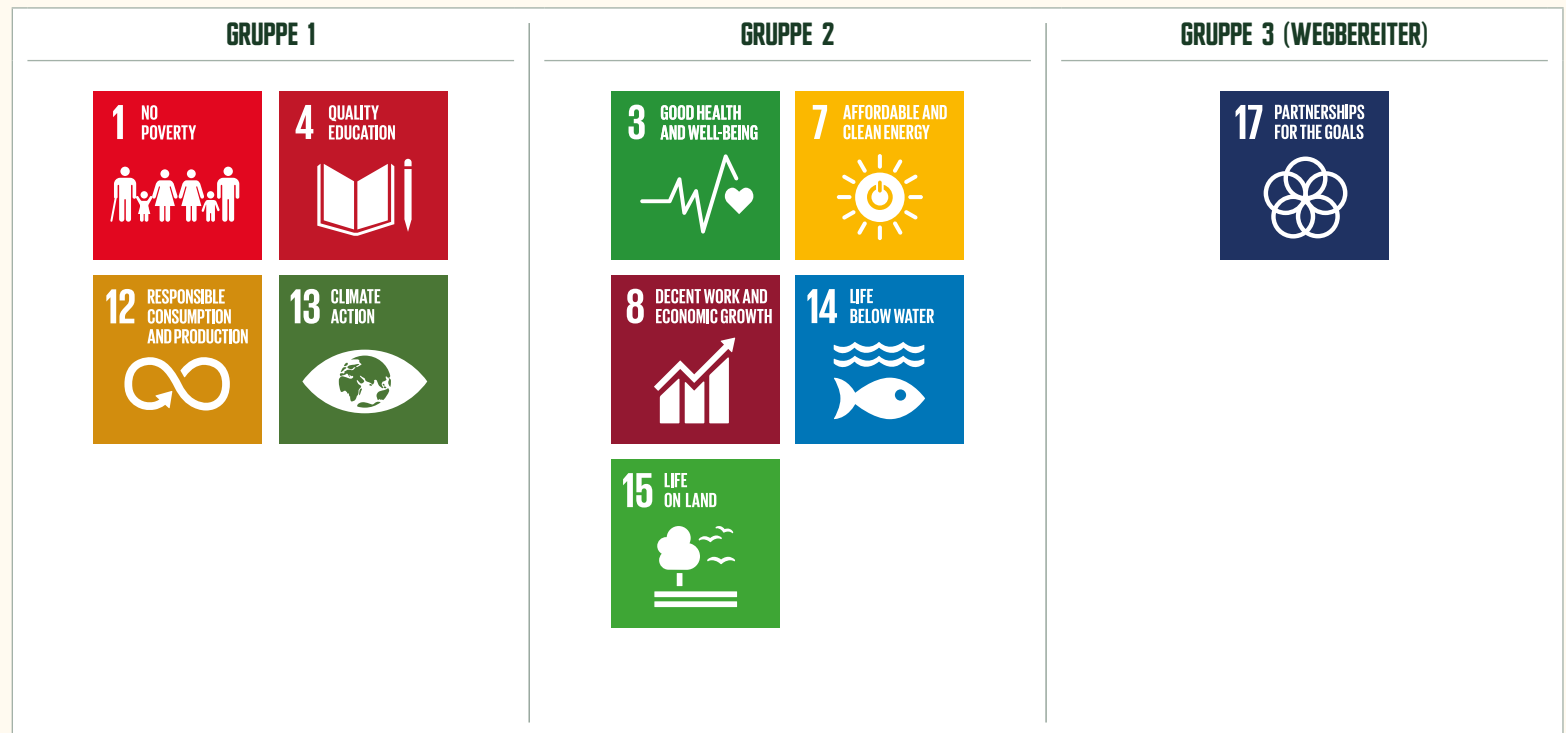 GRUPPE 1
1 NO
POVERTY
4 QUALITY
EDUCATION
12 RESPONSIBLE
CONSUMPTION
AND PRODUCTION
13 CLIMATE
ACTION
GRUPPE 2
3 GOOD HEALTH
AND WELL-BEING
7 AFFORDABLE AND
CLEAN ENERGY
8 DECENT WORK AND
ECONOMIC GROWTH
14 LIFE
BELOW WATER
15 LIFE
ON LAND
GRUPPE 3 (WEGBEREITER)
17 PARTNERSHIPS
FOR THE GOALS